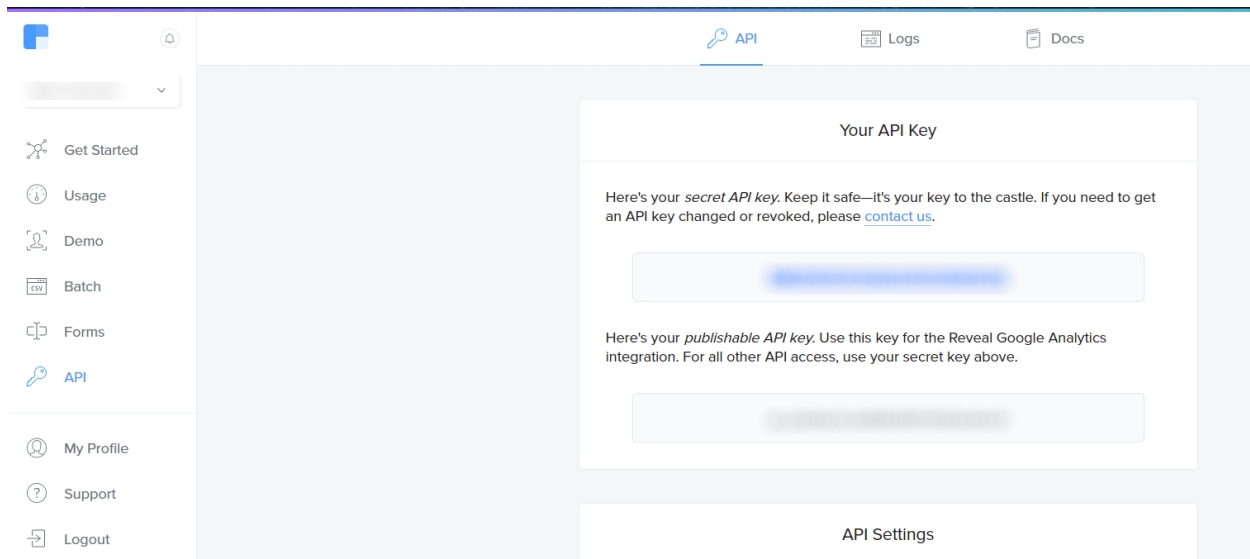 API
Logs
Docs
Get Started
Usage
Demo
CSV
Batch
Forms
API
My Profile
Support
Logout
Your API Key
Here's your secret API key. Keep it safe—it's your key to the castle. If you need to get
an API key changed or revoked, please contact us.
Here's your publishable API key. Use this key for the Reveal Google Analytics
integration. For all other API access, use your secret key above.
API Settings